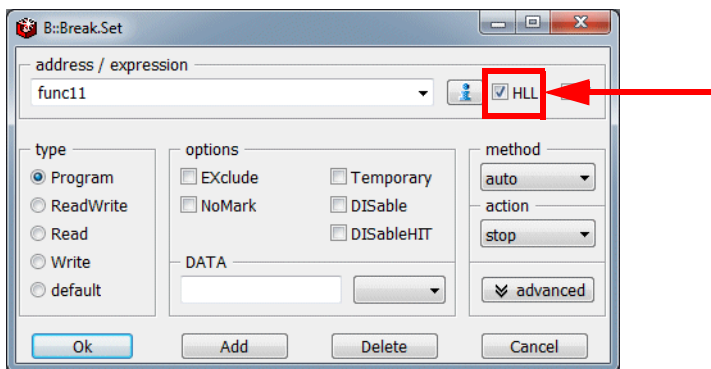 B::Break.Set
address / expression
func11
HLL
type
Program
ReadWrite
Read
Write
default
options
EXclude
NoMark
Temporary
DISable
DISableHIT
DATA
method
auto
action
stop
advanced
Ok
Add
Delete
Cancel